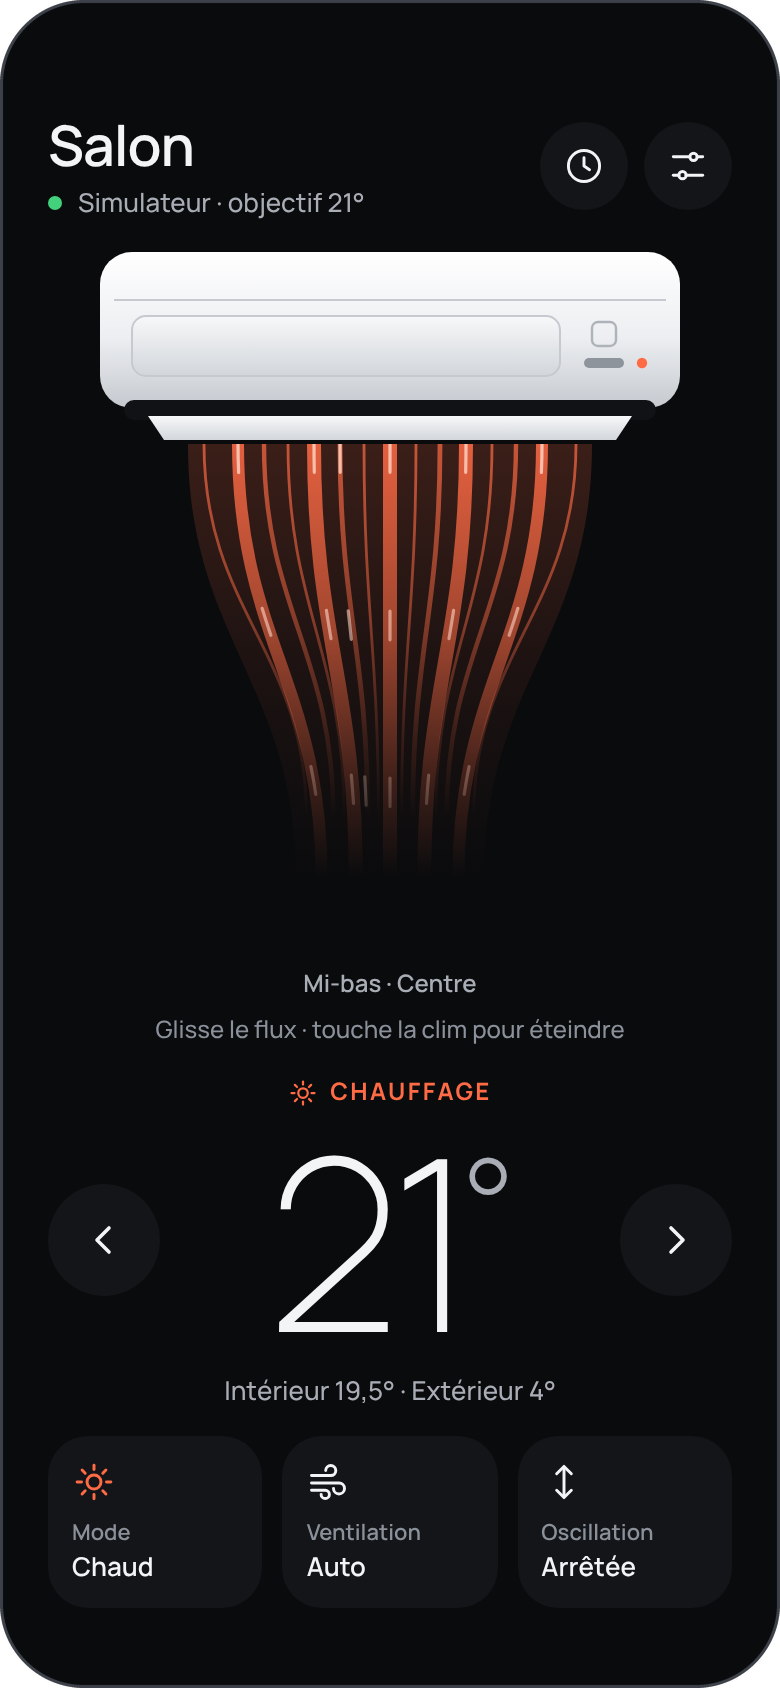 Salon
Simulateur · objectif 21°
Mi-bas · Centre
Glisse le flux · touche la clim pour éteindre
CHAUFFAGE
21°
Intérieur 19,5° · Extérieur 4°
Mode
Chaud
Ventilation
Auto
Oscillation
Arrêtée